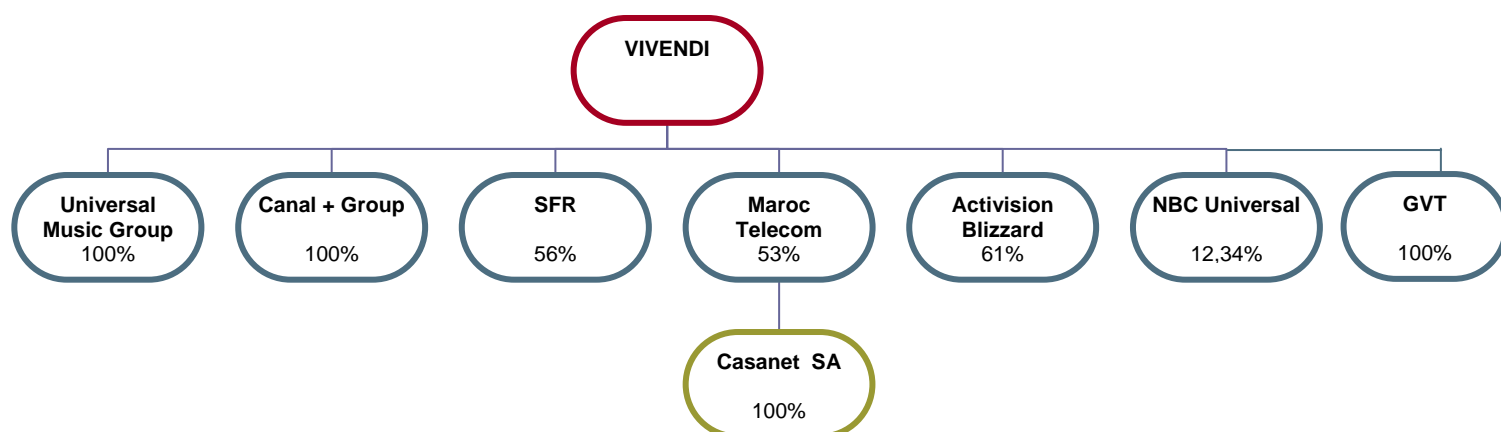 VIVENDI
Universal
Music Group
100%
Canal + Group
100%
SFR
56%
Maroc
Telecom
53%
Activision
Blizzard
61%
NBC Universal
12,34%
GVT
100%
Casanet  SA
100%